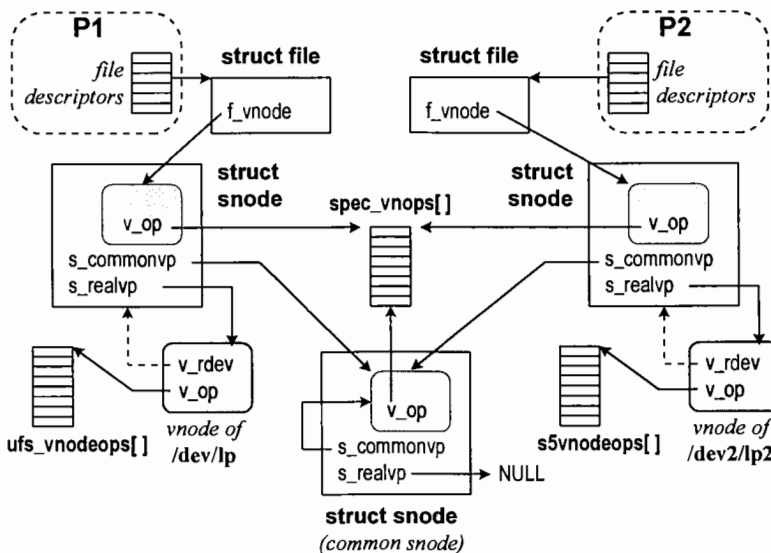 P1
file
descriptors
struct file
f_vnode
struct file
f_vnode
P2
file
descriptors
struct
snode
v_op
s_commonvp
s_realvp
spec_vnops[ ]
struct
snode
v_op
s_commonvp
s_realvp
v_rdev
v_op
vnode of
/dev/lp
ufs_vnodeops[ ]
v_op
s_commonvp
s_realvp
NULL
struct snode
(common snode)
v_rdev
v_op
vnode of
/dev2/lp2
s5vnodeops[ ]